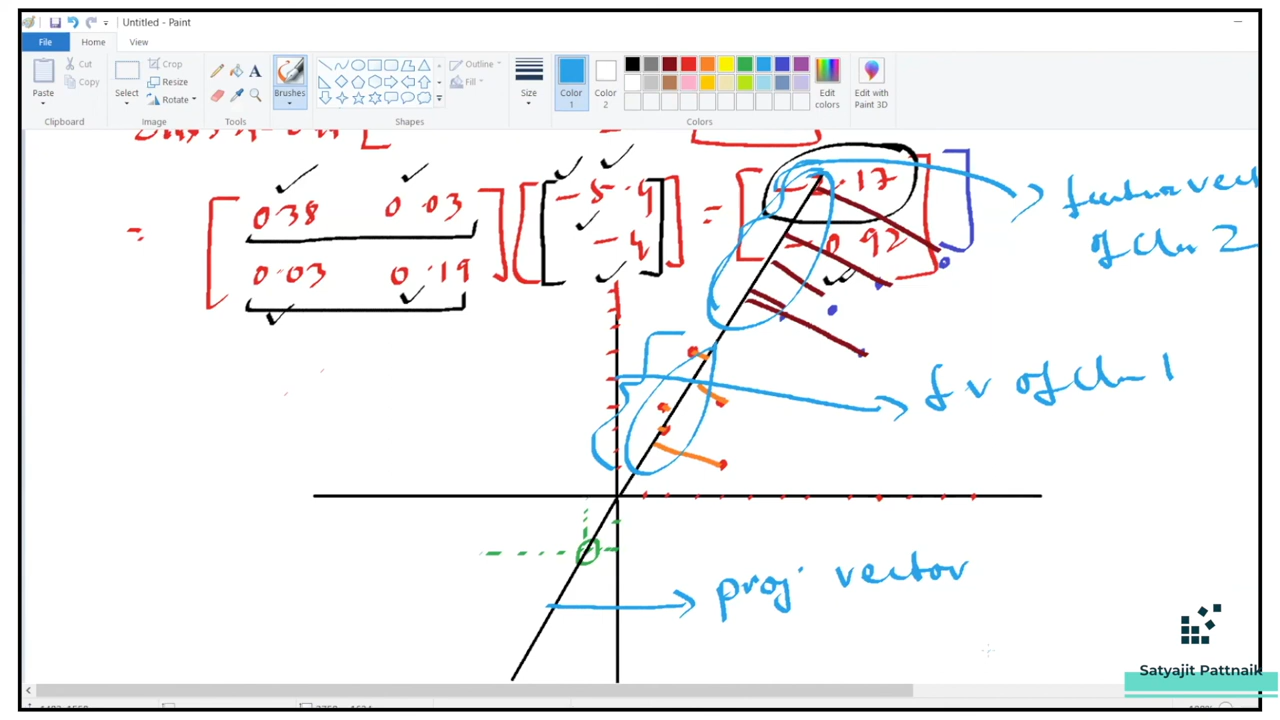 Untitled - Paint
File Home View
Cut
Copy
Paste
Clipboard
Select
Crop
Resize
Rotate
Image
A
Tools
Brushes
Outline
Fill
Shapes
Size
Color 1
Color 2
Edit colors
Edit with Paint 3D
Colors
= [ 0.38 0.03 ] [ -5.9 ] = [ .17 ]
0.03 0.19 -4 -0.92
of cls 2
fv of cls 1
proj. vector
Satyajit Pattnaik